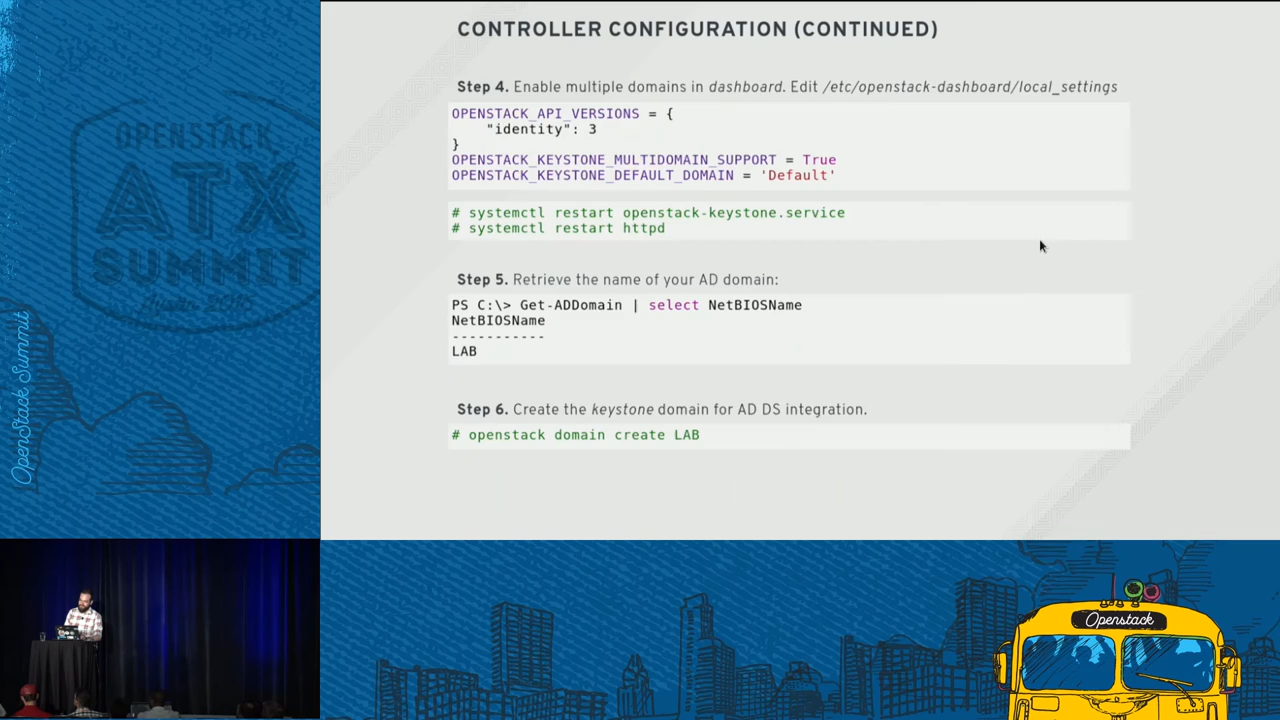 CONTROLLER CONFIGURATION (CONTINUED)
Step 4. Enable multiple domains in dashboard. Edit /etc/openstack-dashboard/local_settings
OPENSTACK_API_VERSIONS = {
    "identity": 3
}
OPENSTACK_KEYSTONE_MULTIDOMAIN_SUPPORT = True
OPENSTACK_KEYSTONE_DEFAULT_DOMAIN = 'Default'
# systemctl restart openstack-keystone.service
# systemctl restart httpd
Step 5. Retrieve the name of your AD domain:
PS C:\> Get-ADDomain | select NetBIOSName
NetBIOSName
-----------
LAB
Step 6. Create the keystone domain for AD DS integration.
# openstack domain create LAB
OPENSTACK
ATX
SUMMIT
OpenStack Summit
Openstack